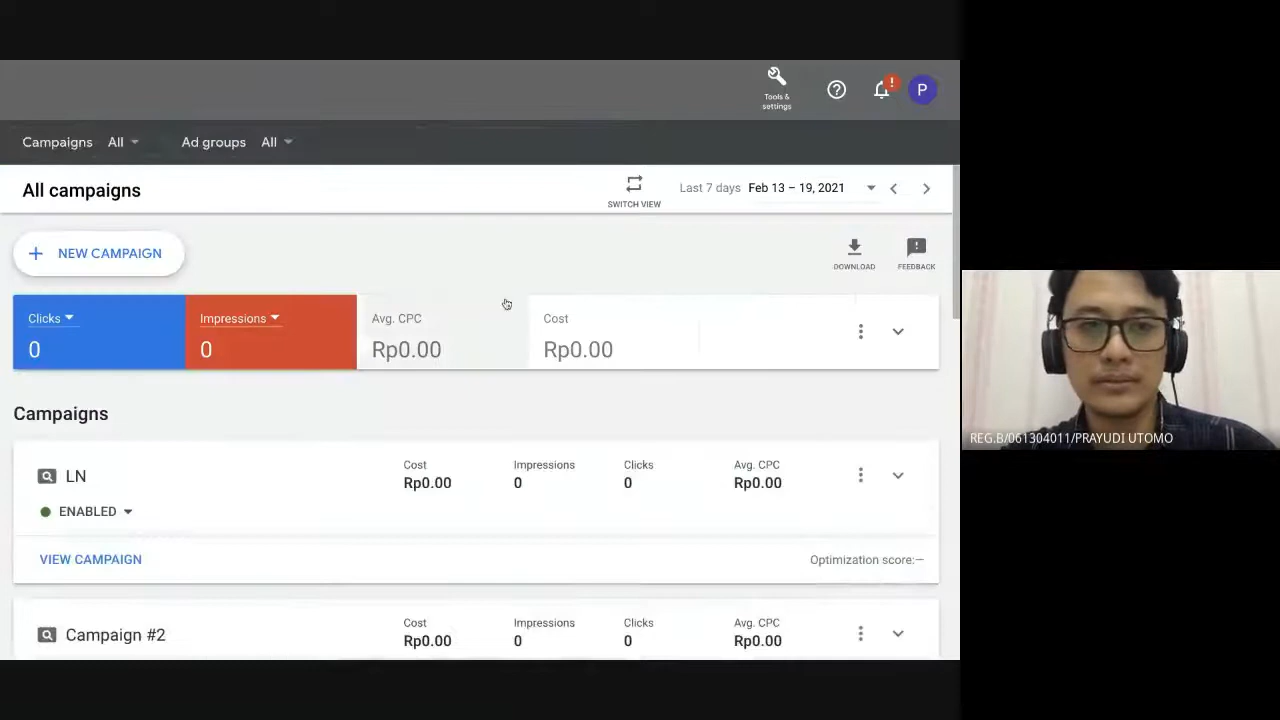 Tools &
settings
!
P
Campaigns All
Ad groups All
All campaigns
SWITCH VIEW
Last 7 days Feb 13 – 19, 2021
+ NEW CAMPAIGN
DOWNLOAD
FEEDBACK
Clicks
0
Impressions
0
Avg. CPC
Rp0.00
Cost
Rp0.00
Campaigns
LN
ENABLED
Cost
Rp0.00
Impressions
0
Clicks
0
Avg. CPC
Rp0.00
VIEW CAMPAIGN
Optimization score:—
Campaign #2
Cost
Rp0.00
Impressions
0
Clicks
0
Avg. CPC
Rp0.00
REG.B/061304011/PRAYUDI UTOMO